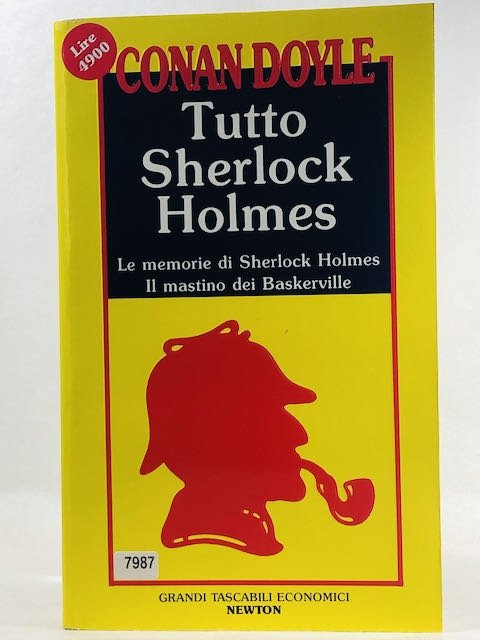 Lire
4900
CONAN DOYLE
Tutto
Sherlock
Holmes
Le memorie di Sherlock Holmes
Il mastino dei Baskerville
7987
GRANDI TASCABILI ECONOMICI
NEWTON